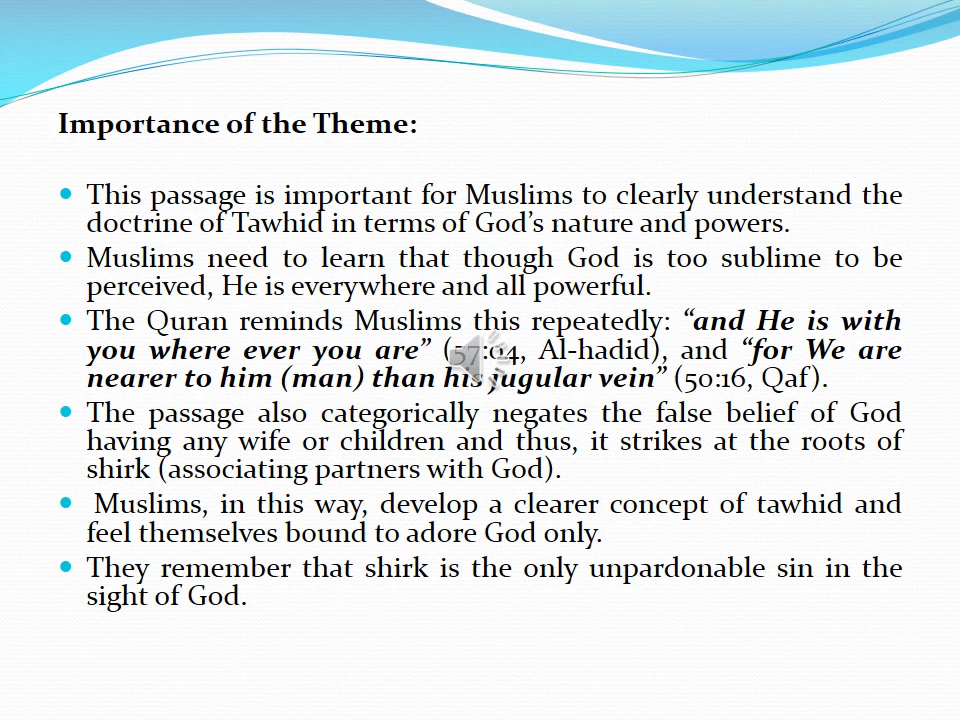 Importance of the Theme:
• This passage is important for Muslims to clearly understand the
doctrine of Tawhid in terms of God’s nature and powers.
• Muslims need to learn that though God is too sublime to be
perceived, He is everywhere and all powerful.
• The Quran reminds Muslims this repeatedly: “and He is with
you where ever you are” (57:04, Al-hadid), and “for We are
nearer to him (man) than his jugular vein” (50:16, Qaf).
• The passage also categorically negates the false belief of God
having any wife or children and thus, it strikes at the roots of
shirk (associating partners with God).
• Muslims, in this way, develop a clearer concept of tawhid and
feel themselves bound to adore God only.
• They remember that shirk is the only unpardonable sin in the
sight of God.